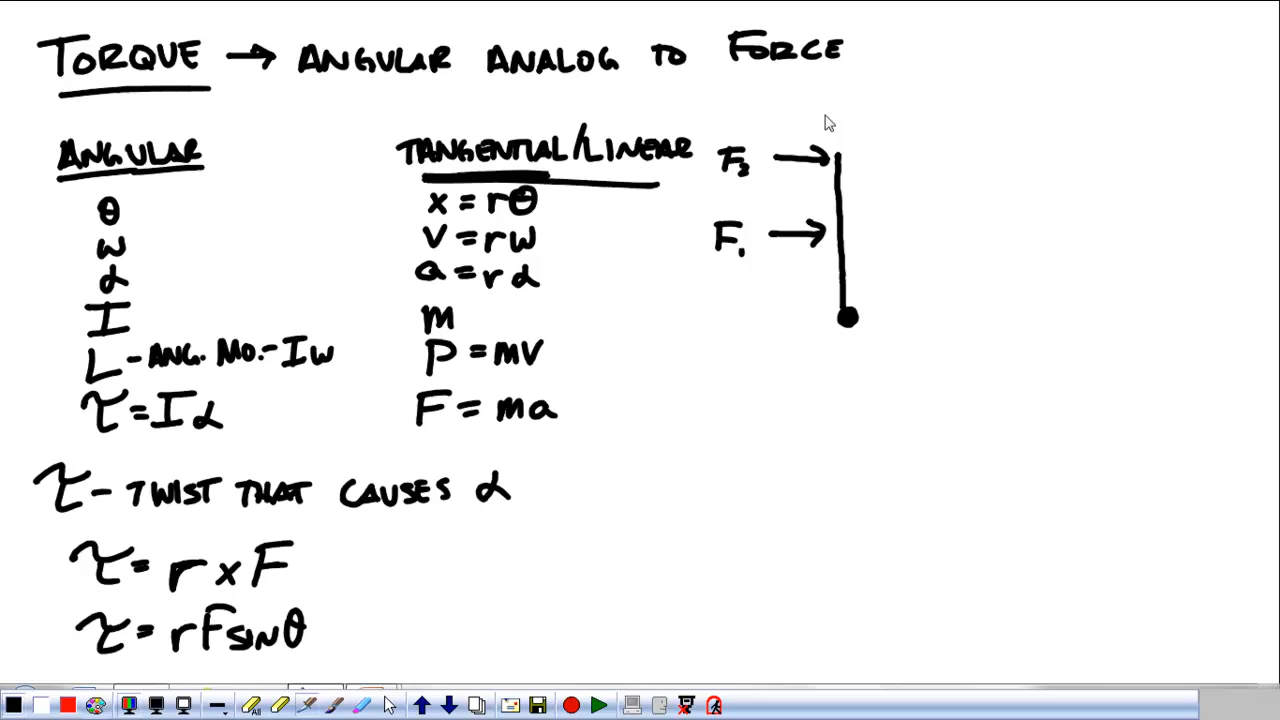 TORQUE → ANGULAR ANALOG TO FORCE
ANGULAR
θ
ω
α
I
L - ANG. MO. - Iω
τ = Iα
TANGENTIAL/LINEAR
x = rθ
v = rω
a = rα
m
P = mv
F = ma
F₂ →
F₁ →
τ - TWIST THAT CAUSES α
τ = r x F
τ = rF sin θ
All